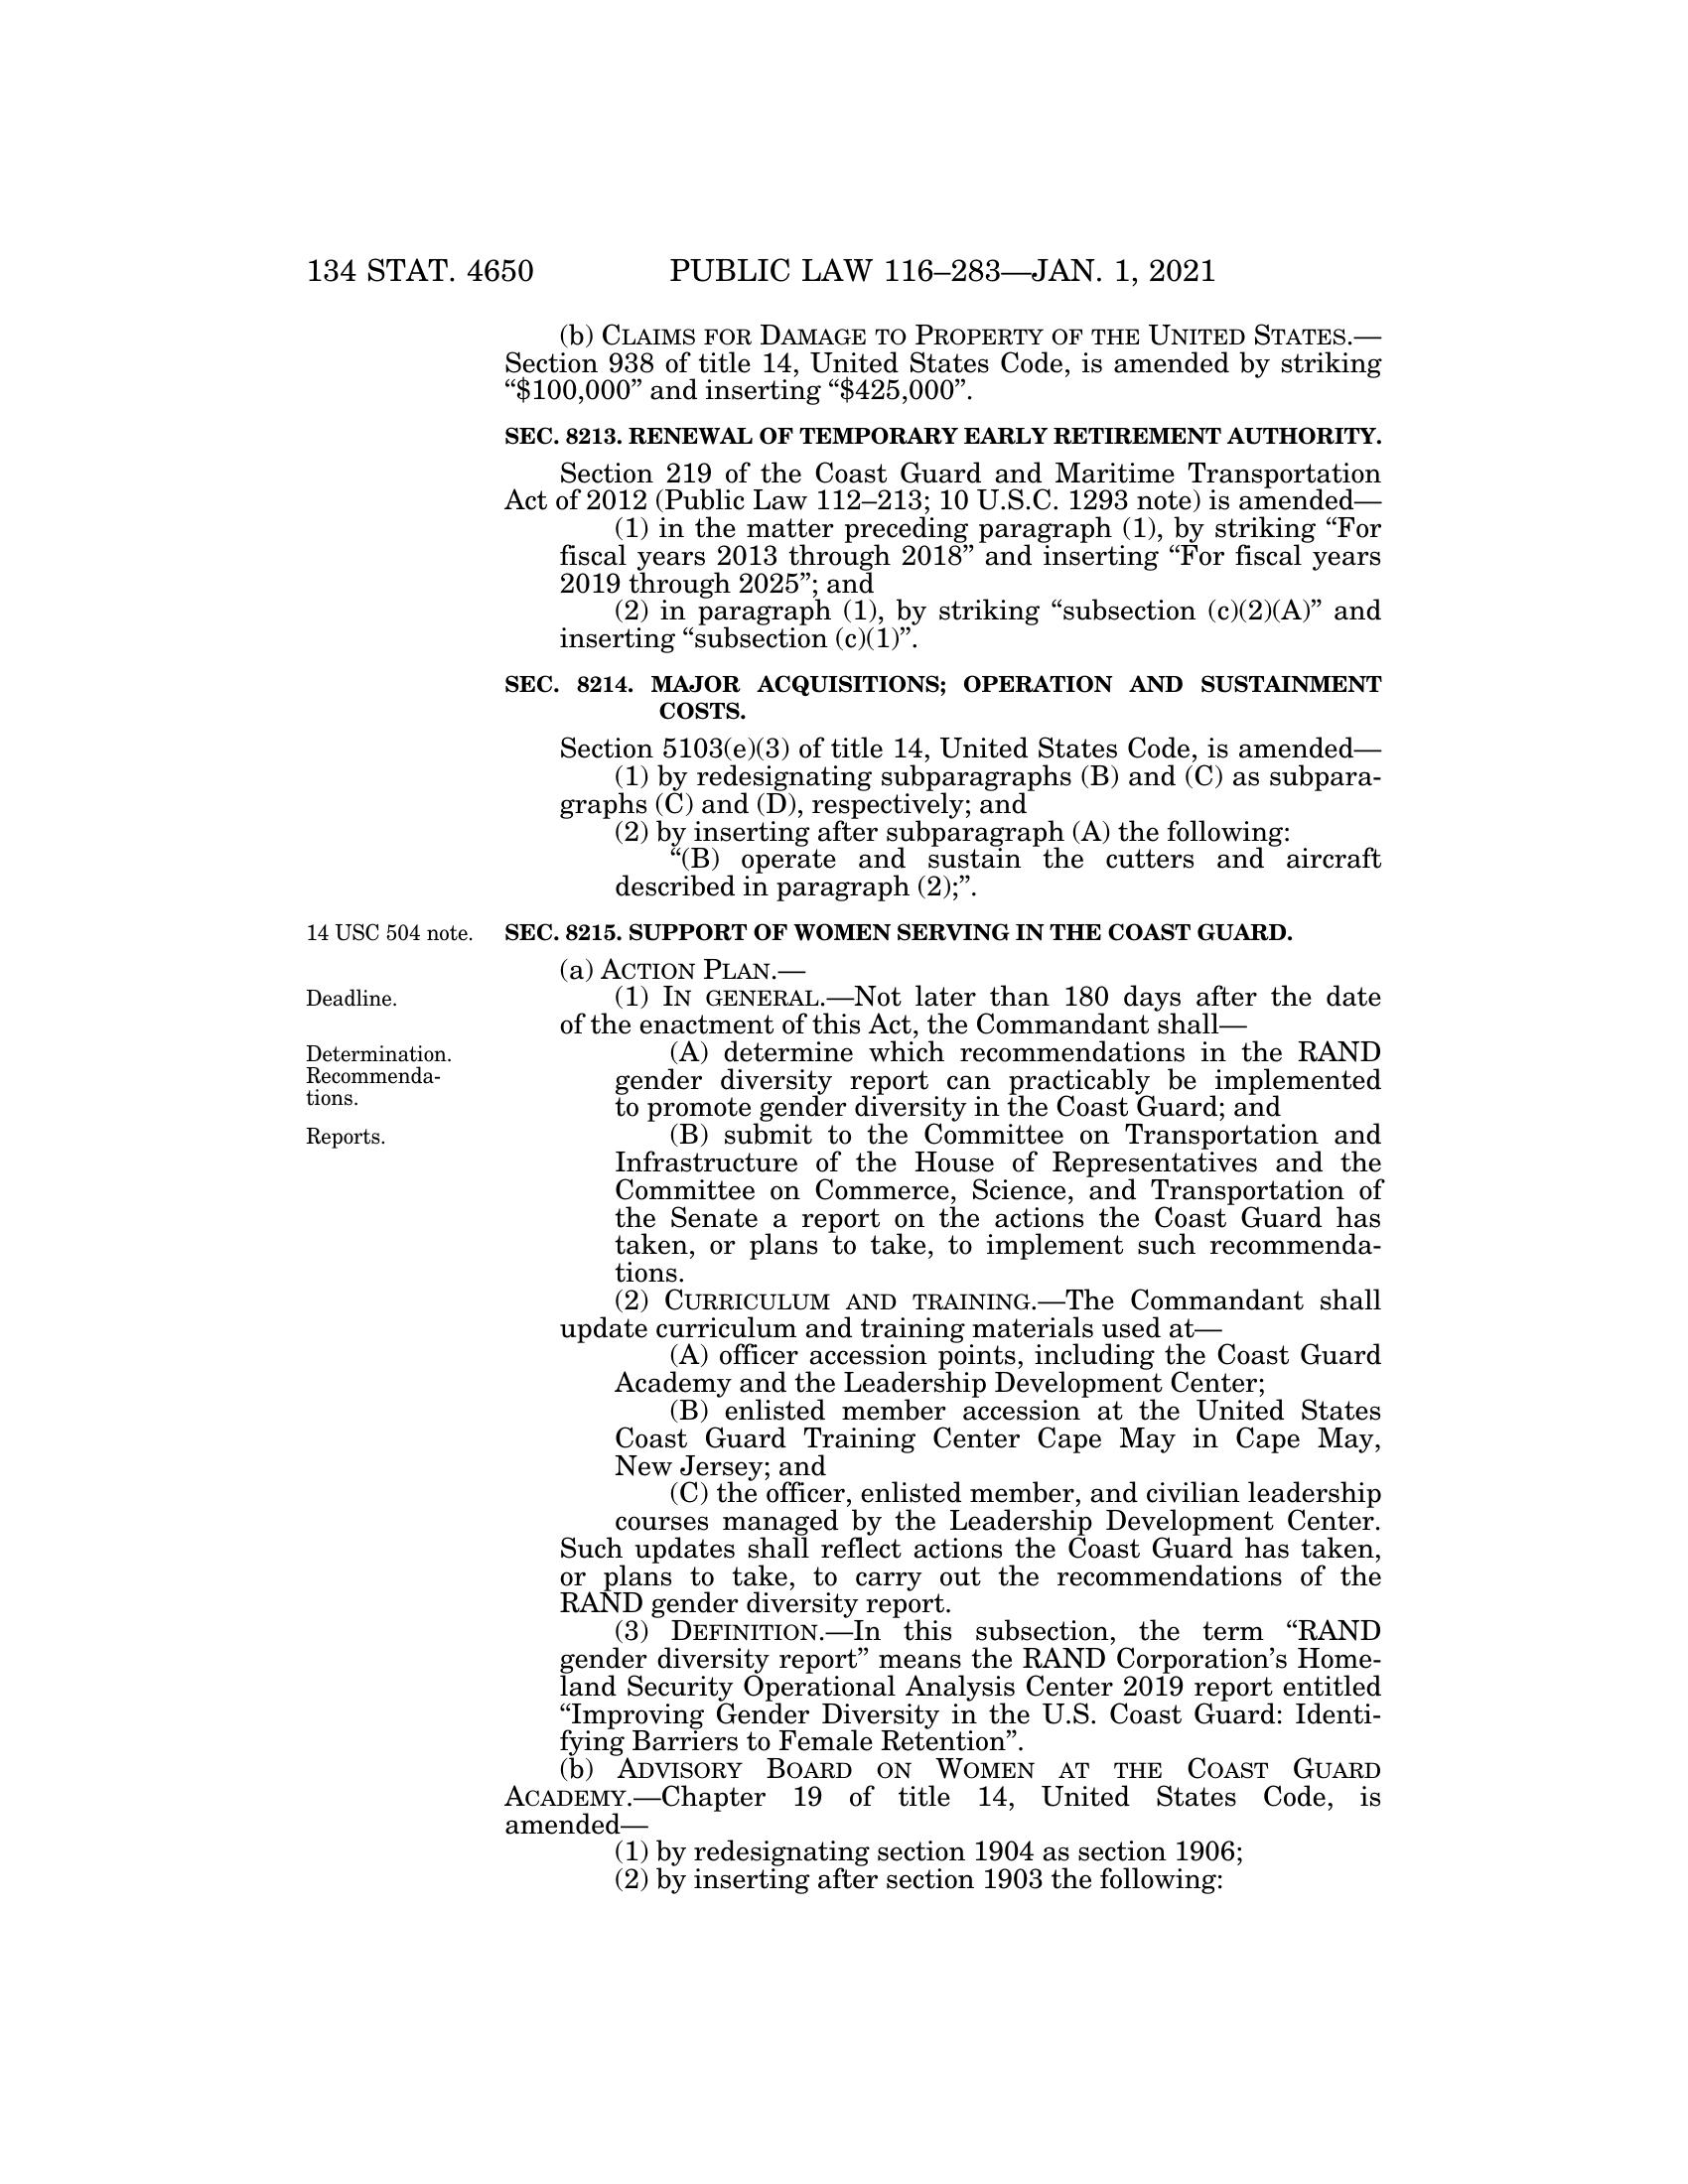 134 STAT. 4650
PUBLIC LAW 116–283—JAN. 1, 2021
(b) CLAIMS FOR DAMAGE TO PROPERTY OF THE UNITED STATES.—
Section 938 of title 14, United States Code, is amended by striking
“$100,000” and inserting “$425,000”.
SEC. 8213. RENEWAL OF TEMPORARY EARLY RETIREMENT AUTHORITY.
Section 219 of the Coast Guard and Maritime Transportation
Act of 2012 (Public Law 112–213; 10 U.S.C. 1293 note) is amended—
(1) in the matter preceding paragraph (1), by striking “For
fiscal years 2013 through 2018” and inserting “For fiscal years
2019 through 2025”; and
(2) in paragraph (1), by striking “subsection (c)(2)(A)” and
inserting “subsection (c)(1)”.
SEC. 8214. MAJOR ACQUISITIONS; OPERATION AND SUSTAINMENT
COSTS.
Section 5103(e)(3) of title 14, United States Code, is amended—
(1) by redesignating subparagraphs (B) and (C) as subpara-
graphs (C) and (D), respectively; and
(2) by inserting after subparagraph (A) the following:
“(B) operate and sustain the cutters and aircraft
described in paragraph (2);”.
14 USC 504 note.
SEC. 8215. SUPPORT OF WOMEN SERVING IN THE COAST GUARD.
(a) ACTION PLAN.—
Deadline.
(1) IN GENERAL.—Not later than 180 days after the date
of the enactment of this Act, the Commandant shall—
Determination.
Recommenda-
tions.
(A) determine which recommendations in the RAND
gender diversity report can practicably be implemented
to promote gender diversity in the Coast Guard; and
Reports.
(B) submit to the Committee on Transportation and
Infrastructure of the House of Representatives and the
Committee on Commerce, Science, and Transportation of
the Senate a report on the actions the Coast Guard has
taken, or plans to take, to implement such recommenda-
tions.
(2) CURRICULUM AND TRAINING.—The Commandant shall
update curriculum and training materials used at—
(A) officer accession points, including the Coast Guard
Academy and the Leadership Development Center;
(B) enlisted member accession at the United States
Coast Guard Training Center Cape May in Cape May,
New Jersey; and
(C) the officer, enlisted member, and civilian leadership
courses managed by the Leadership Development Center.
Such updates shall reflect actions the Coast Guard has taken,
or plans to take, to carry out the recommendations of the
RAND gender diversity report.
(3) DEFINITION.—In this subsection, the term “RAND
gender diversity report” means the RAND Corporation’s Home-
land Security Operational Analysis Center 2019 report entitled
“Improving Gender Diversity in the U.S. Coast Guard: Identi-
fying Barriers to Female Retention”.
(b) ADVISORY BOARD ON WOMEN AT THE COAST GUARD
ACADEMY.—Chapter 19 of title 14, United States Code, is
amended—
(1) by redesignating section 1904 as section 1906;
(2) by inserting after section 1903 the following: